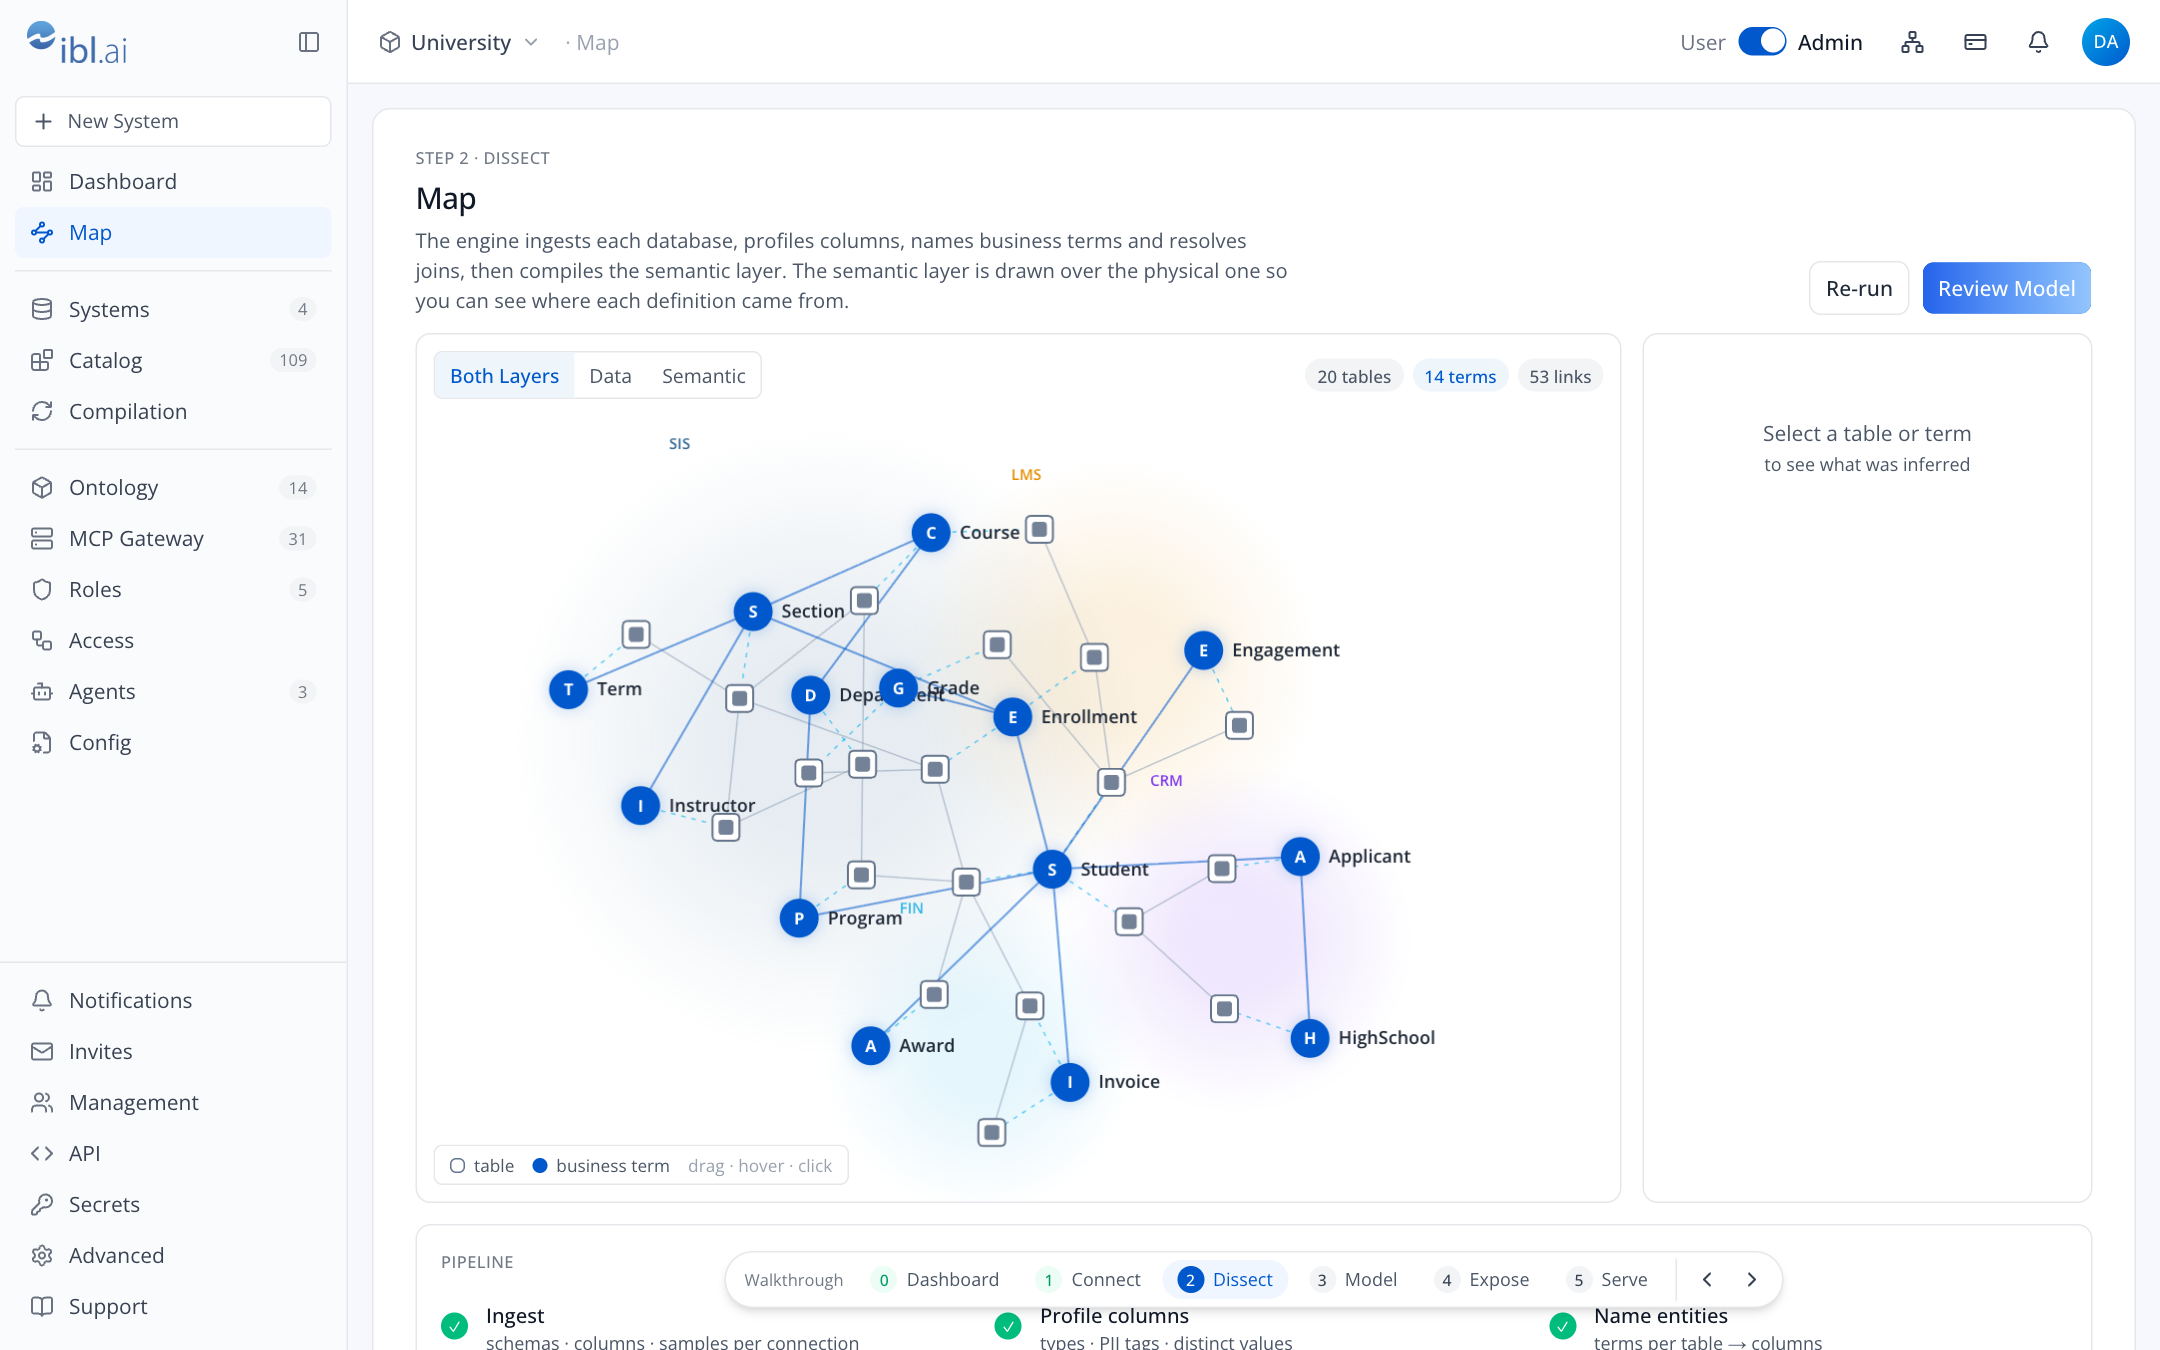 ibl.ai
New System
Dashboard
Map
Systems 4
Catalog 109
Compilation
Ontology 14
MCP Gateway 31
Roles 5
Access
Agents 3
Config
Notifications
Invites
Management
API
Secrets
Advanced
Support
University · Map
User Admin
DA
STEP 2 · DISSECT
Map
The engine ingests each database, profiles columns, names business terms and resolves
joins, then compiles the semantic layer. The semantic layer is drawn over the physical one so
you can see where each definition came from.
Re-run
Review Model
Both Layers Data Semantic
20 tables 14 terms 53 links
SIS
LMS
C Course
S Section
E Engagement
T Term
D Department
G Grade
E Enrollment
CRM
I Instructor
A Applicant
S Student
FIN
P Program
H HighSchool
A Award
I Invoice
table business term drag · hover · click
Select a table or term
to see what was inferred
PIPELINE
Walkthrough 0 Dashboard 1 Connect 2 Dissect 3 Model 4 Expose 5 Serve
Ingest
schemas · columns · samples per connection
Profile columns
types · PII tags · distinct values
Name entities
terms per table → columns